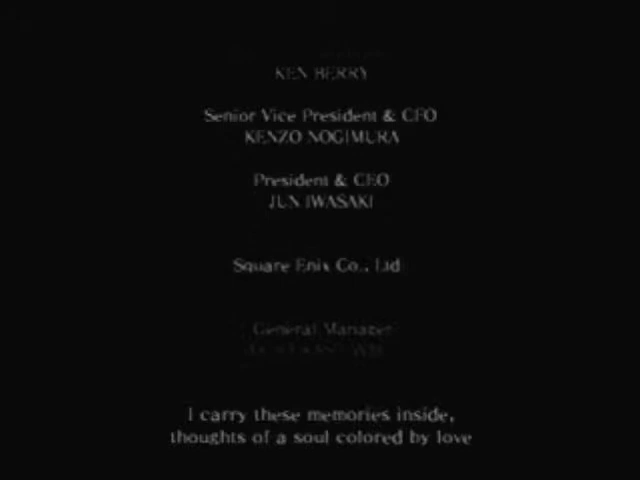 KEN BERRY
Senior Vice President & CFO
KENZO NOGIMURA
President & CEO
JUN IWASAKI
Square Enix Co., Ltd
General Manager
I carry these memories inside,
thoughts of a soul colored by love